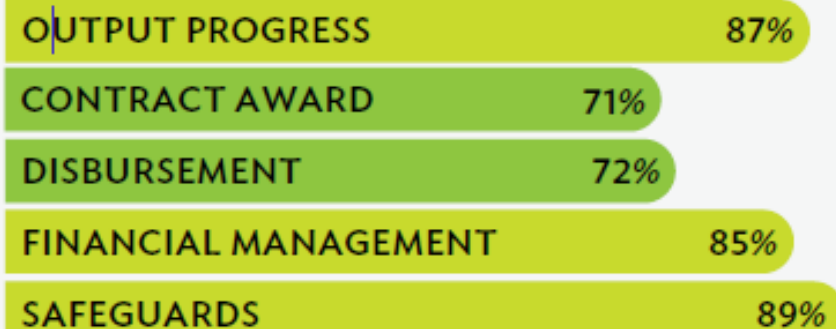 OUTPUT PROGRESS 87%
CONTRACT AWARD 71%
DISBURSEMENT 72%
FINANCIAL MANAGEMENT 85%
SAFEGUARDS 89%